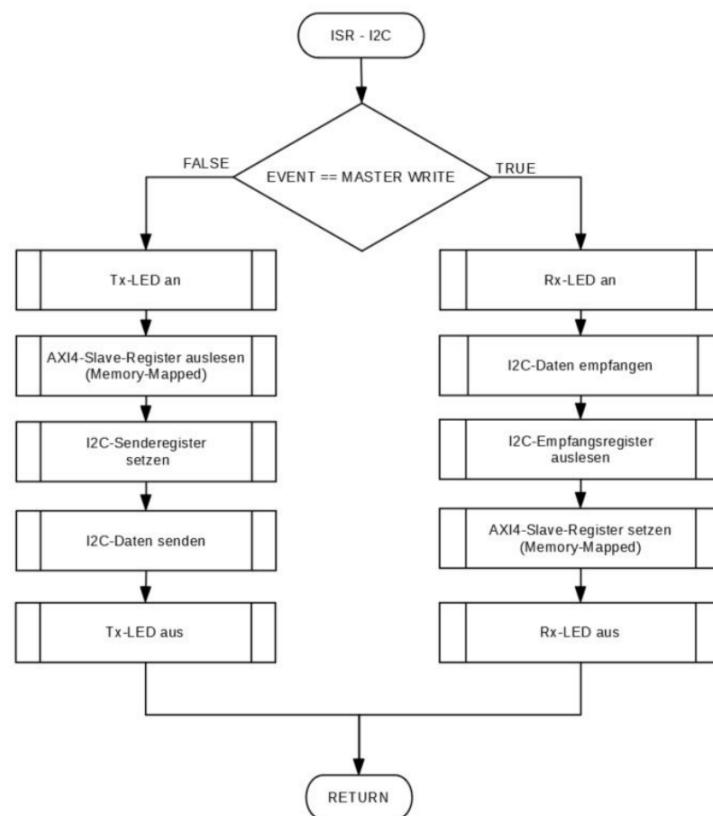 ISR - I2C
FALSE
EVENT == MASTER WRITE
TRUE
Tx-LED an
AXI4-Slave-Register auslesen
(Memory-Mapped)
I2C-Senderegister
setzen
I2C-Daten senden
Tx-LED aus
Rx-LED an
I2C-Daten empfangen
I2C-Empfangsregister
auslesen
AXI4-Slave-Register setzen
(Memory-Mapped)
Rx-LED aus
RETURN